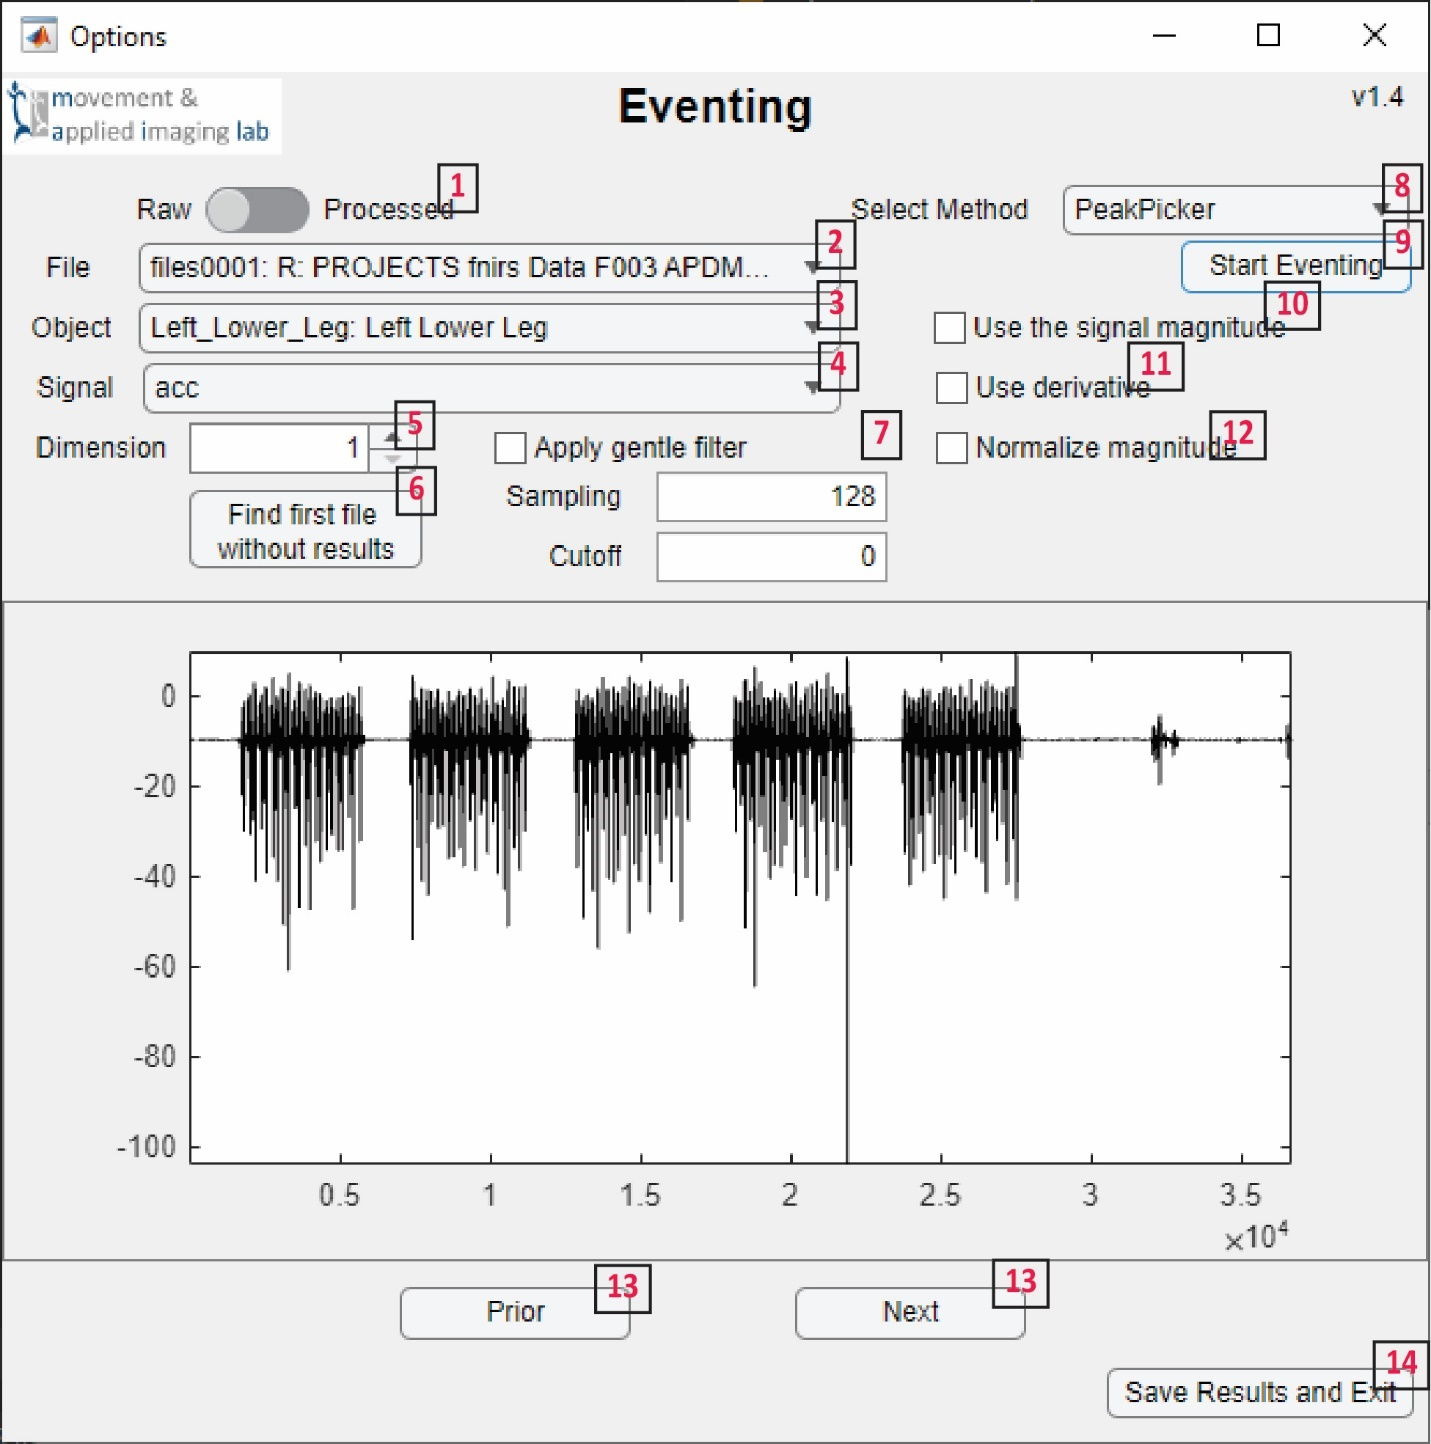 Options
movement &
applied imaging lab
Eventing
v1.4
Raw Processed 1
Select Method PeakPicker 8
File files0001: R: PROJECTS fnirs Data F003 APDM... 2
Start Eventing 9
Object Left_Lower_Leg: Left Lower Leg 3
Use the signal magnitude 10
Signal acc 4
Use derivative 11
Dimension 1 5
Apply gentle filter 7
Normalize magnitude 12
Find first file 6
without results
Sampling 128
Cutoff 0
0
-20
-40
-60
-80
-100
0.5 1 1.5 2 2.5 3 3.5
×10⁴
Prior 13
Next 13
Save Results and Exit 14